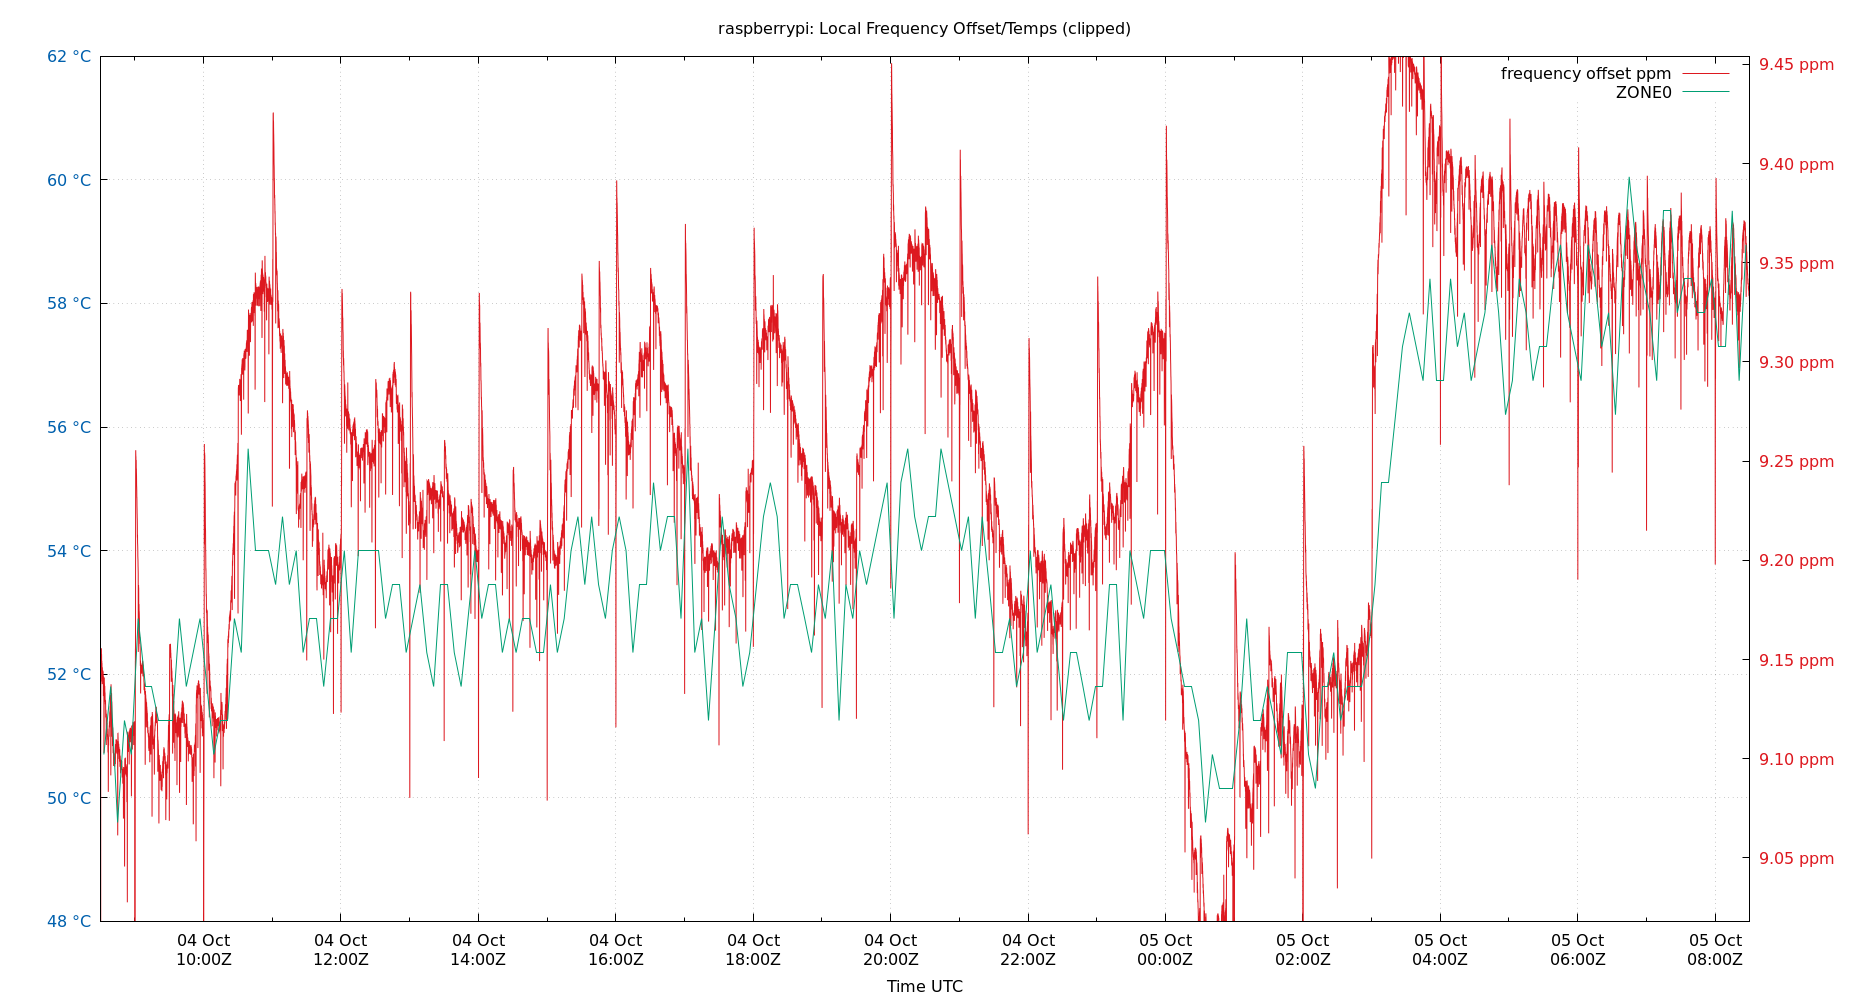 raspberrypi: Local Frequency Offset/Temps (clipped)
62 °C
60 °C
58 °C
56 °C
54 °C
52 °C
50 °C
48 °C
9.45 ppm
9.40 ppm
9.35 ppm
9.30 ppm
9.25 ppm
9.20 ppm
9.15 ppm
9.10 ppm
9.05 ppm
frequency offset ppm
ZONE0
04 Oct 04 Oct 04 Oct 04 Oct 04 Oct 04 Oct 04 Oct 05 Oct 05 Oct 05 Oct 05 Oct 05 Oct
10:00Z 12:00Z 14:00Z 16:00Z 18:00Z 20:00Z 22:00Z 00:00Z 02:00Z 04:00Z 06:00Z 08:00Z
Time UTC